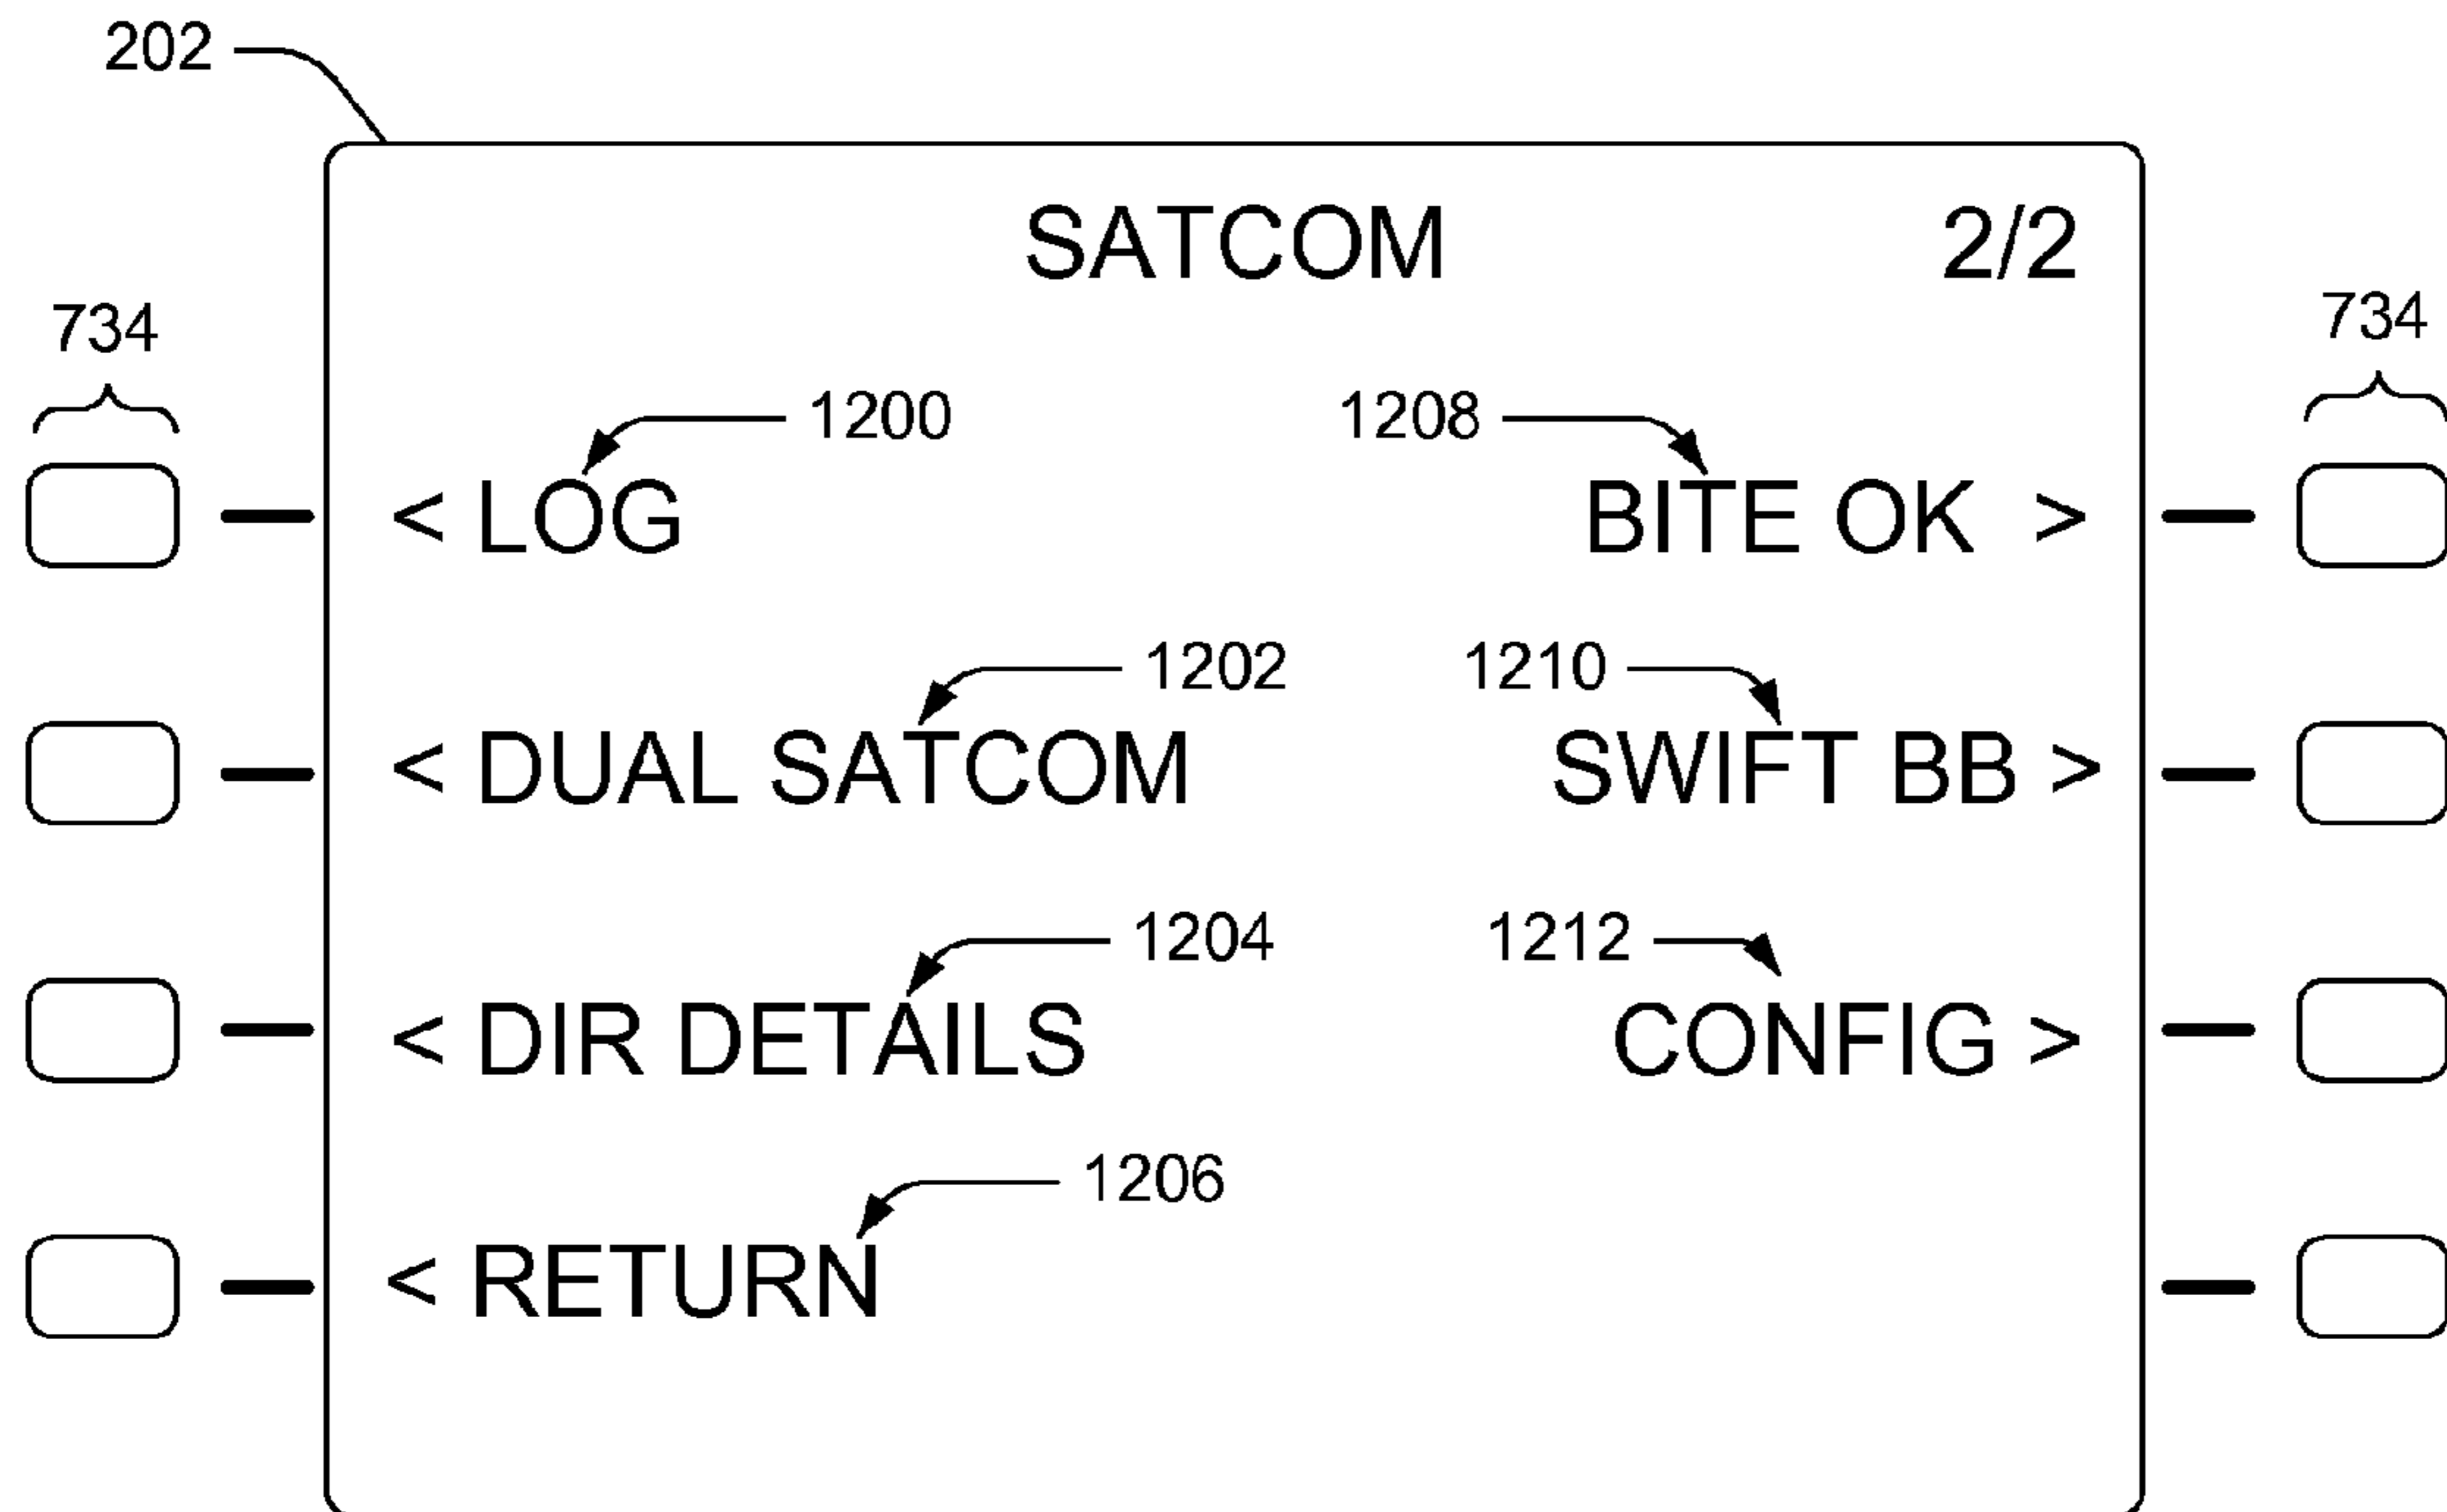 202
SATCOM 2/2
734 734
1200 1208
< LOG BITE OK >
1202 1210
< DUAL SATCOM SWIFT BB >
1204 1212
< DIR DETAILS CONFIG >
1206
< RETURN